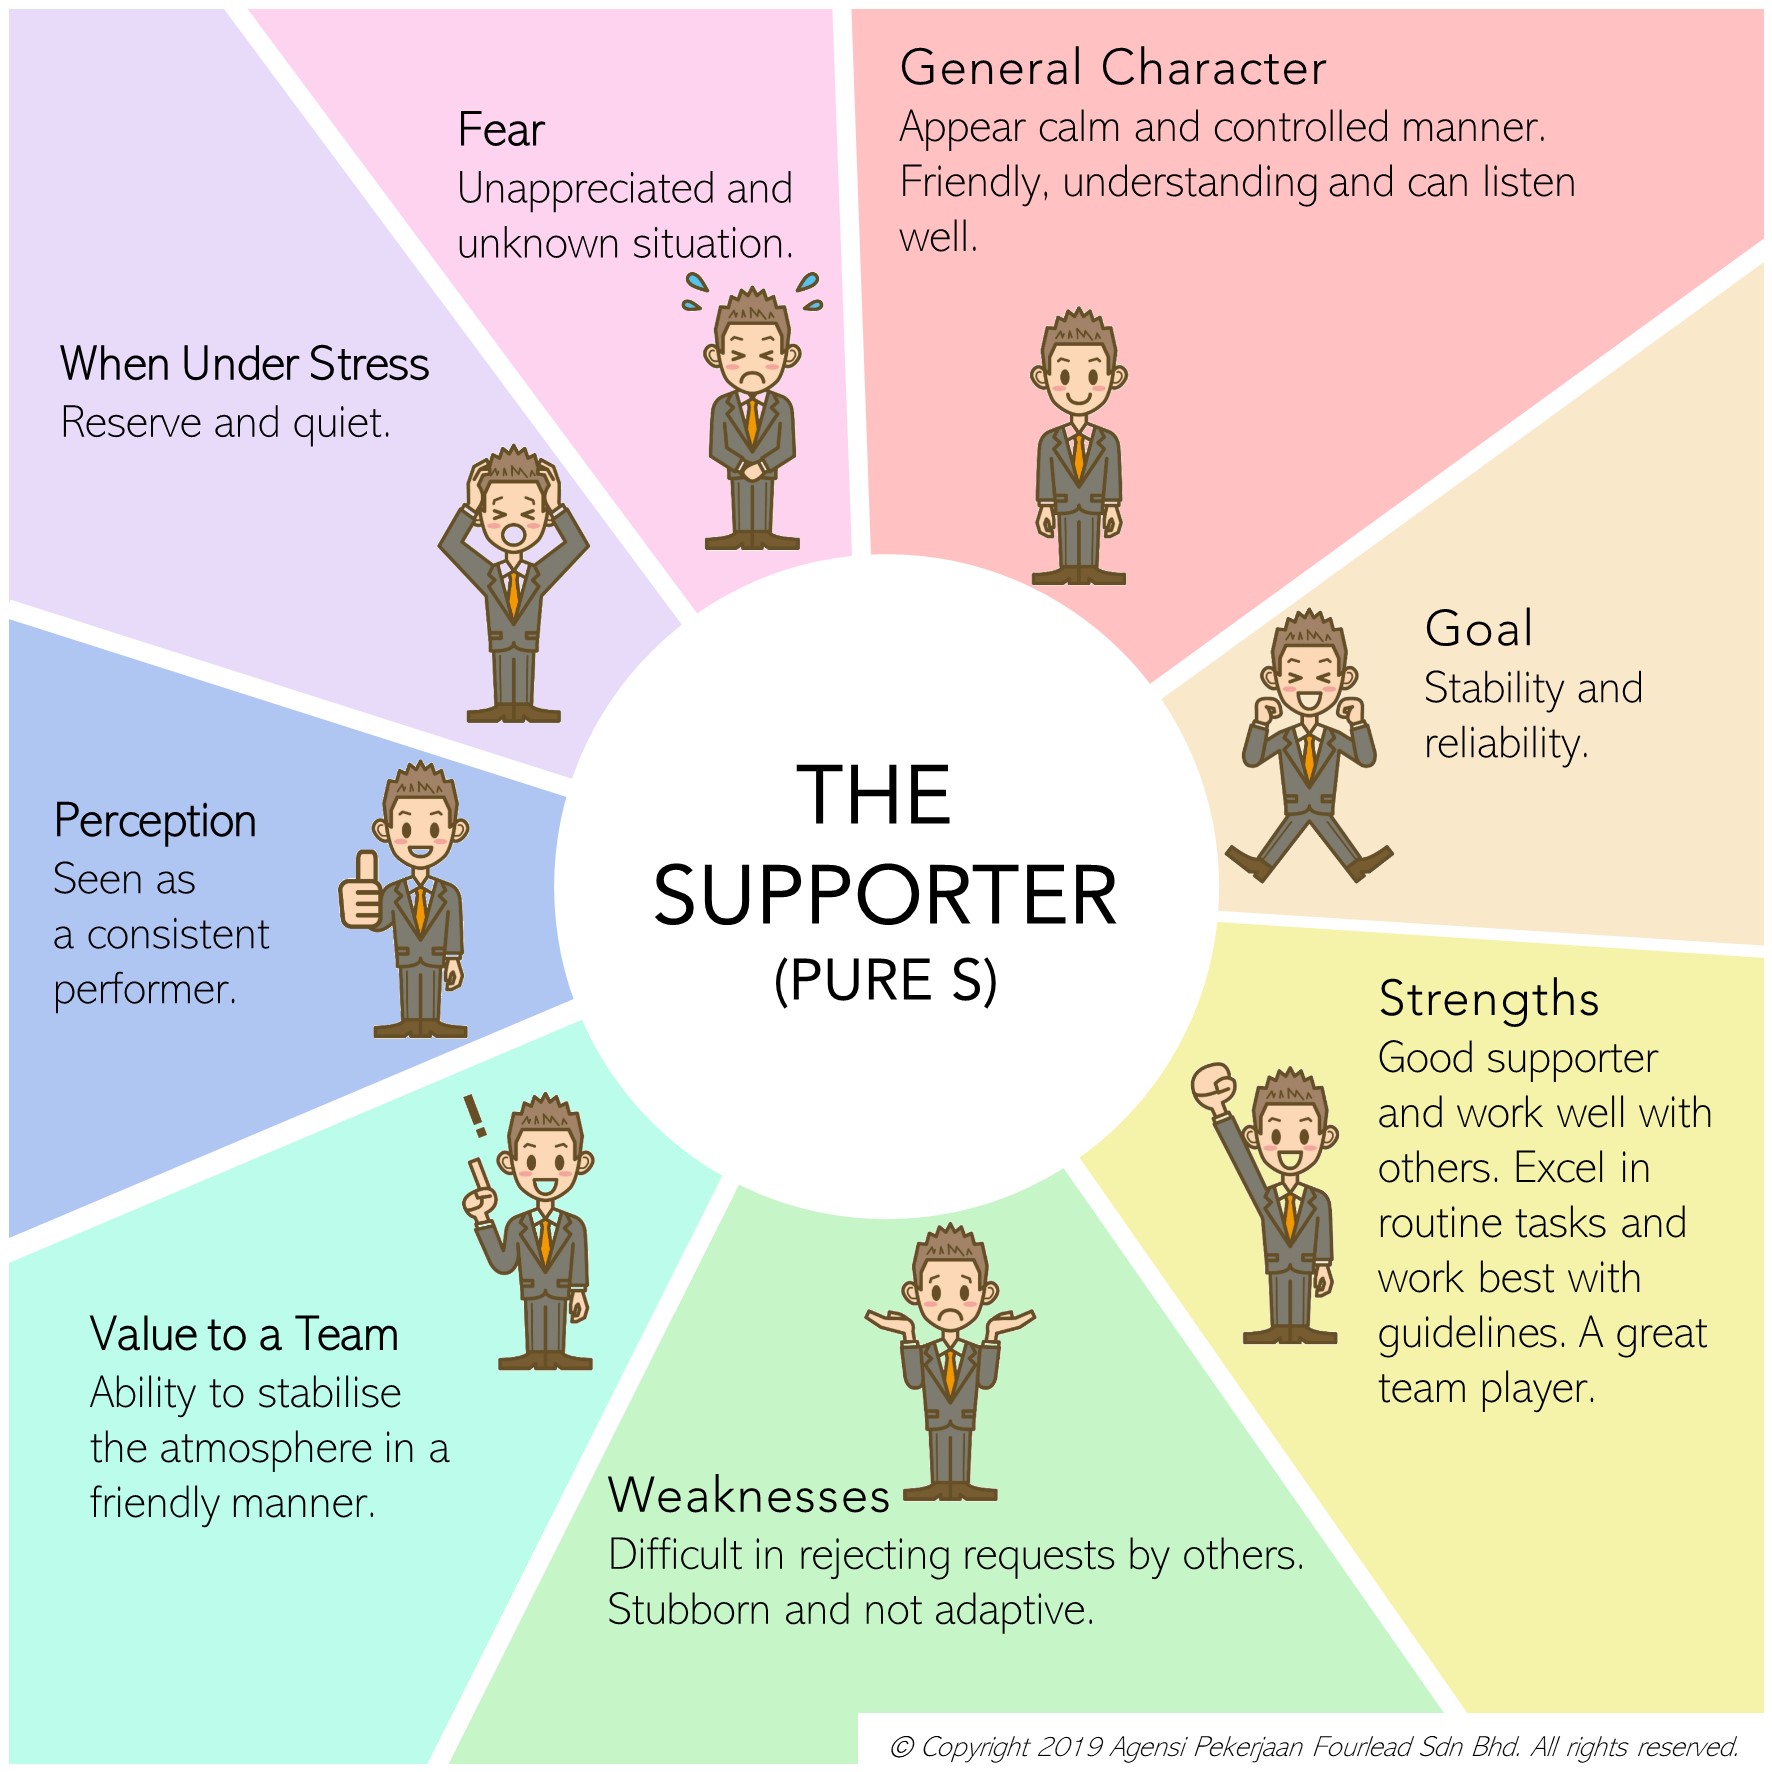 General Character
Appear calm and controlled manner.
Friendly, understanding and can listen
well.
Goal
Stability and
reliability.
Strengths
Good supporter
and work well with
others. Excel in
routine tasks and
work best with
guidelines. A great
team player.
Weaknesses
Difficult in rejecting requests by others.
Stubborn and not adaptive.
Value to a Team
Ability to stabilise
the atmosphere in a
friendly manner.
Perception
Seen as
a consistent
performer.
When Under Stress
Reserve and quiet.
Fear
Unappreciated and
unknown situation.
THE
SUPPORTER
(PURE S)
!
© Copyright 2019 Agensi Pekerjaan Fourlead Sdn Bhd. All rights reserved.